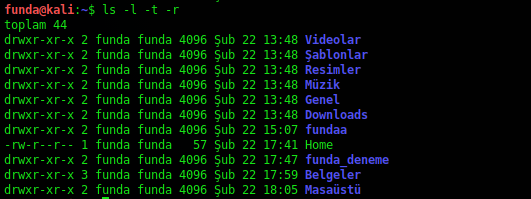 funda@kali:~$ ls -l -t -r
toplam 44
drwxr-xr-x 2 funda funda 4096 Şub 22 13:48 Videolar
drwxr-xr-x 2 funda funda 4096 Şub 22 13:48 Şablonlar
drwxr-xr-x 2 funda funda 4096 Şub 22 13:48 Resimler
drwxr-xr-x 2 funda funda 4096 Şub 22 13:48 Müzik
drwxr-xr-x 2 funda funda 4096 Şub 22 13:48 Genel
drwxr-xr-x 2 funda funda 4096 Şub 22 13:48 Downloads
drwxr-xr-x 2 funda funda 4096 Şub 22 15:07 fundaa
-rw-r--r-- 1 funda funda   57 Şub 22 17:41 Home
drwxr-xr-x 2 funda funda 4096 Şub 22 17:47 funda_deneme
drwxr-xr-x 3 funda funda 4096 Şub 22 17:59 Belgeler
drwxr-xr-x 2 funda funda 4096 Şub 22 18:05 Masaüstü